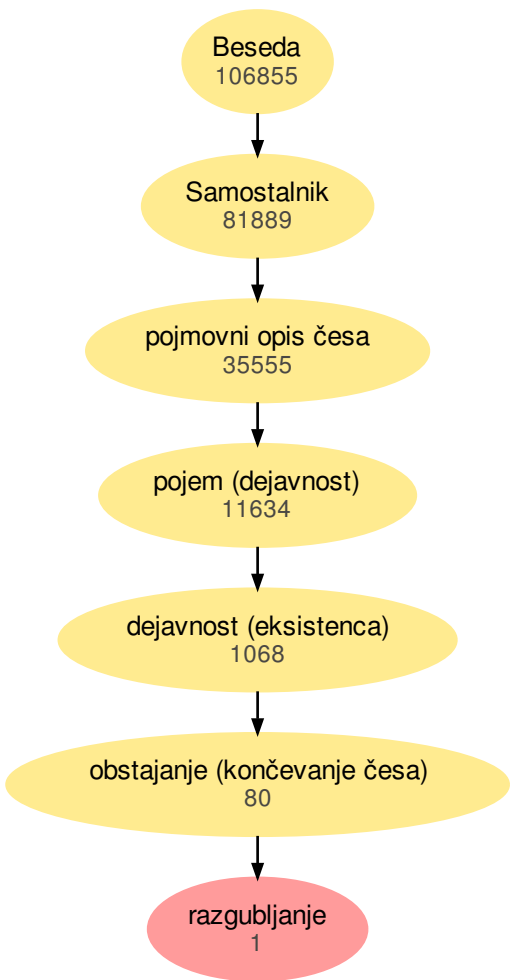 Beseda
106855
Samostalnik
81889
pojmovni opis česa
35555
pojem (dejavnost)
11634
dejavnost (eksistenca)
1068
obstajanje (končevanje česa)
80
razgubljanje
1